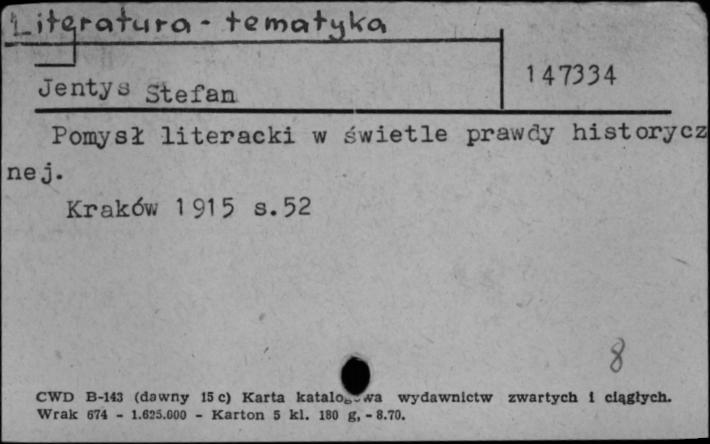 Literatura - tematyka
147334
Jentys Stefan
Pomysł literacki w świetle prawdy historycz
nej.
Kraków 1915 s.52
8
CWD B-143 (dawny 15 c) Karta wydawnictw zwartych i ciągłych.
Wrak 674 - 1.625.000 - Karton 5 kl. 180 g, - 8.70.